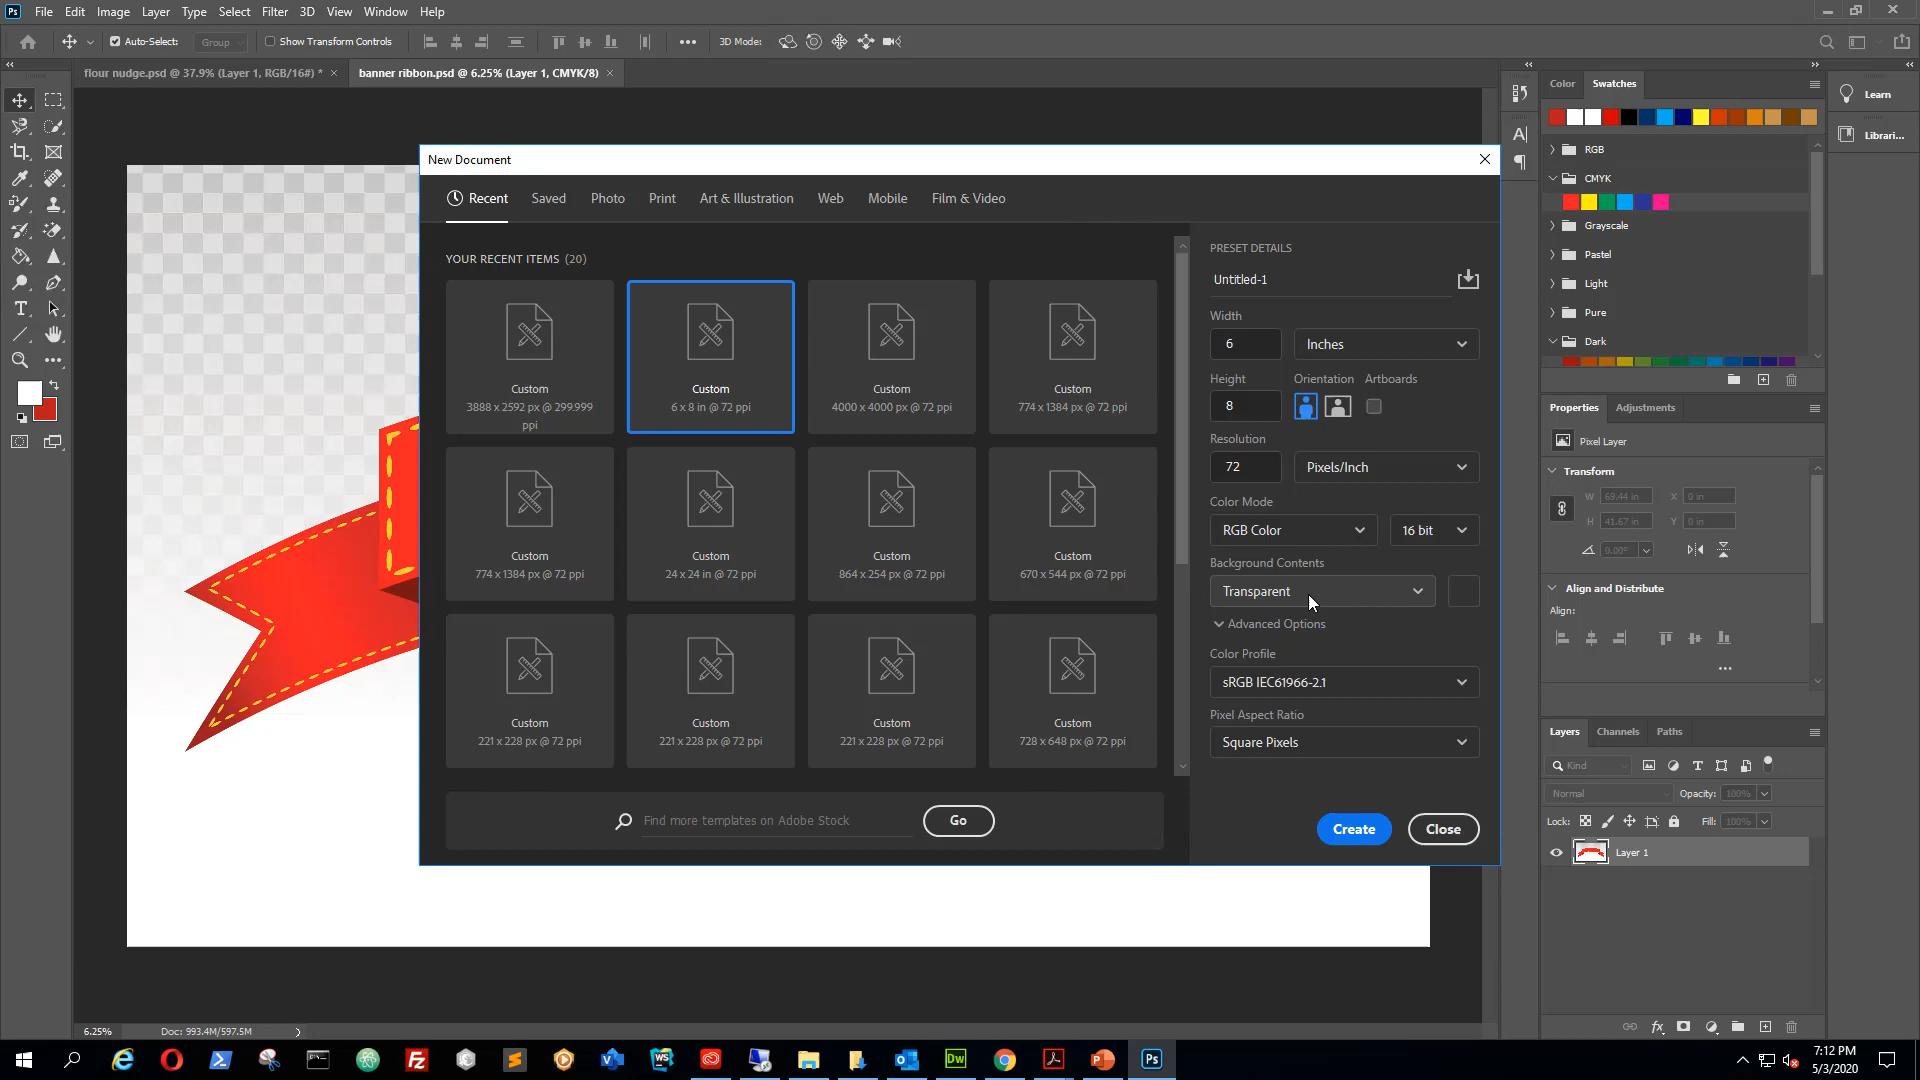 Ps File Edit Image Layer Type Select Filter 3D View Window Help
Auto-Select: Group Show Transform Controls 3D Mode:
flour nudge.psd @ 37.9% (Layer 1, RGB/16#) * × banner ribbon.psd @ 6.25% (Layer 1, CMYK/8) ×
New Document
Recent Saved Photo Print Art & Illustration Web Mobile Film & Video
YOUR RECENT ITEMS (20)
Custom
3888 x 2592 px @ 299.999
ppi
Custom
6 x 8 in @ 72 ppi
Custom
4000 x 4000 px @ 72 ppi
Custom
774 x 1384 px @ 72 ppi
Custom
774 x 1384 px @ 72 ppi
Custom
24 x 24 in @ 72 ppi
Custom
864 x 254 px @ 72 ppi
Custom
670 x 544 px @ 72 ppi
Custom
221 x 228 px @ 72 ppi
Custom
221 x 228 px @ 72 ppi
Custom
221 x 228 px @ 72 ppi
Custom
728 x 648 px @ 72 ppi
Find more templates on Adobe Stock Go
PRESET DETAILS
Untitled-1
Width
6 Inches
Height Orientation Artboards
8
Resolution
72 Pixels/Inch
Color Mode
RGB Color 16 bit
Background Contents
Transparent
Advanced Options
Color Profile
sRGB IEC61966-2.1
Pixel Aspect Ratio
Square Pixels
Create Close
Color Swatches
RGB
CMYK
Grayscale
Pastel
Light
Pure
Dark
Learn
Librari...
Properties Adjustments
Pixel Layer
Transform
W 69.44 in X 0 in
H 41.67 in Y 0 in
0.00°
Align and Distribute
Align:
Layers Channels Paths
Kind
Normal Opacity: 100%
Lock: Fill: 100%
Layer 1
6.25% Doc: 993.4M/597.5M
7:12 PM
5/3/2020